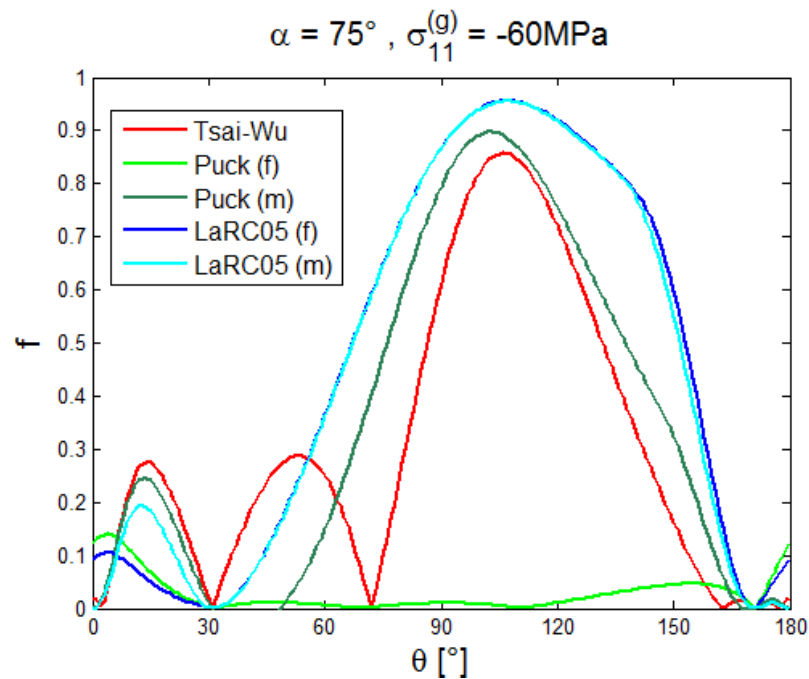 α = 75° , σ11(g) = -60MPa
1
0.9
0.8
0.7
0.6
0.5
0.4
0.3
0.2
0.1
0
f
Tsai-Wu
Puck (f)
Puck (m)
LaRC05 (f)
LaRC05 (m)
0 30 60 90 120 150 180
θ [°]